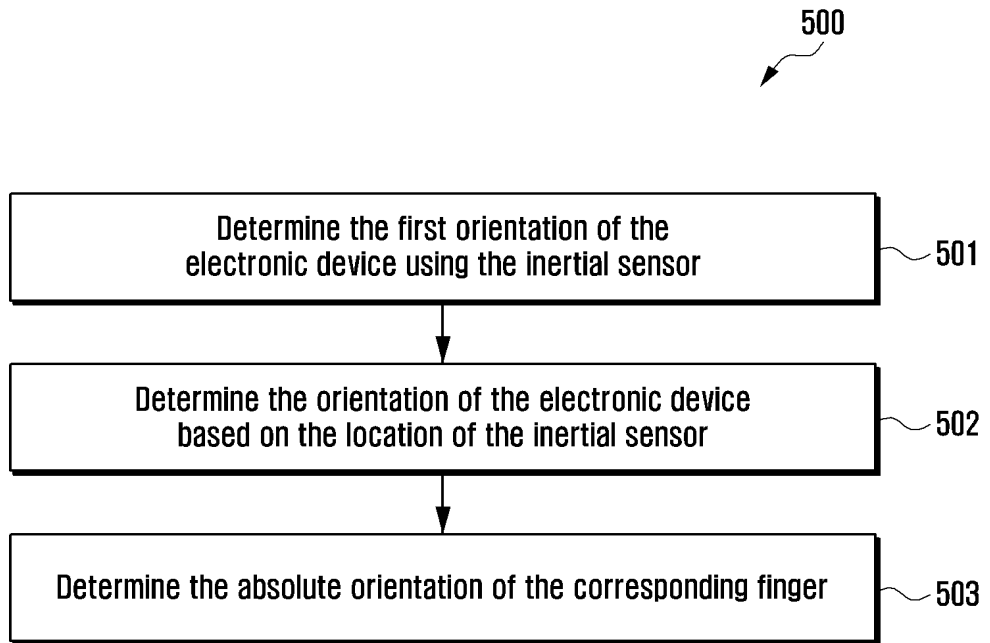 500
Determine the first orientation of the
electronic device using the inertial sensor
501
Determine the orientation of the electronic device
based on the location of the inertial sensor
502
Determine the absolute orientation of the corresponding finger
503